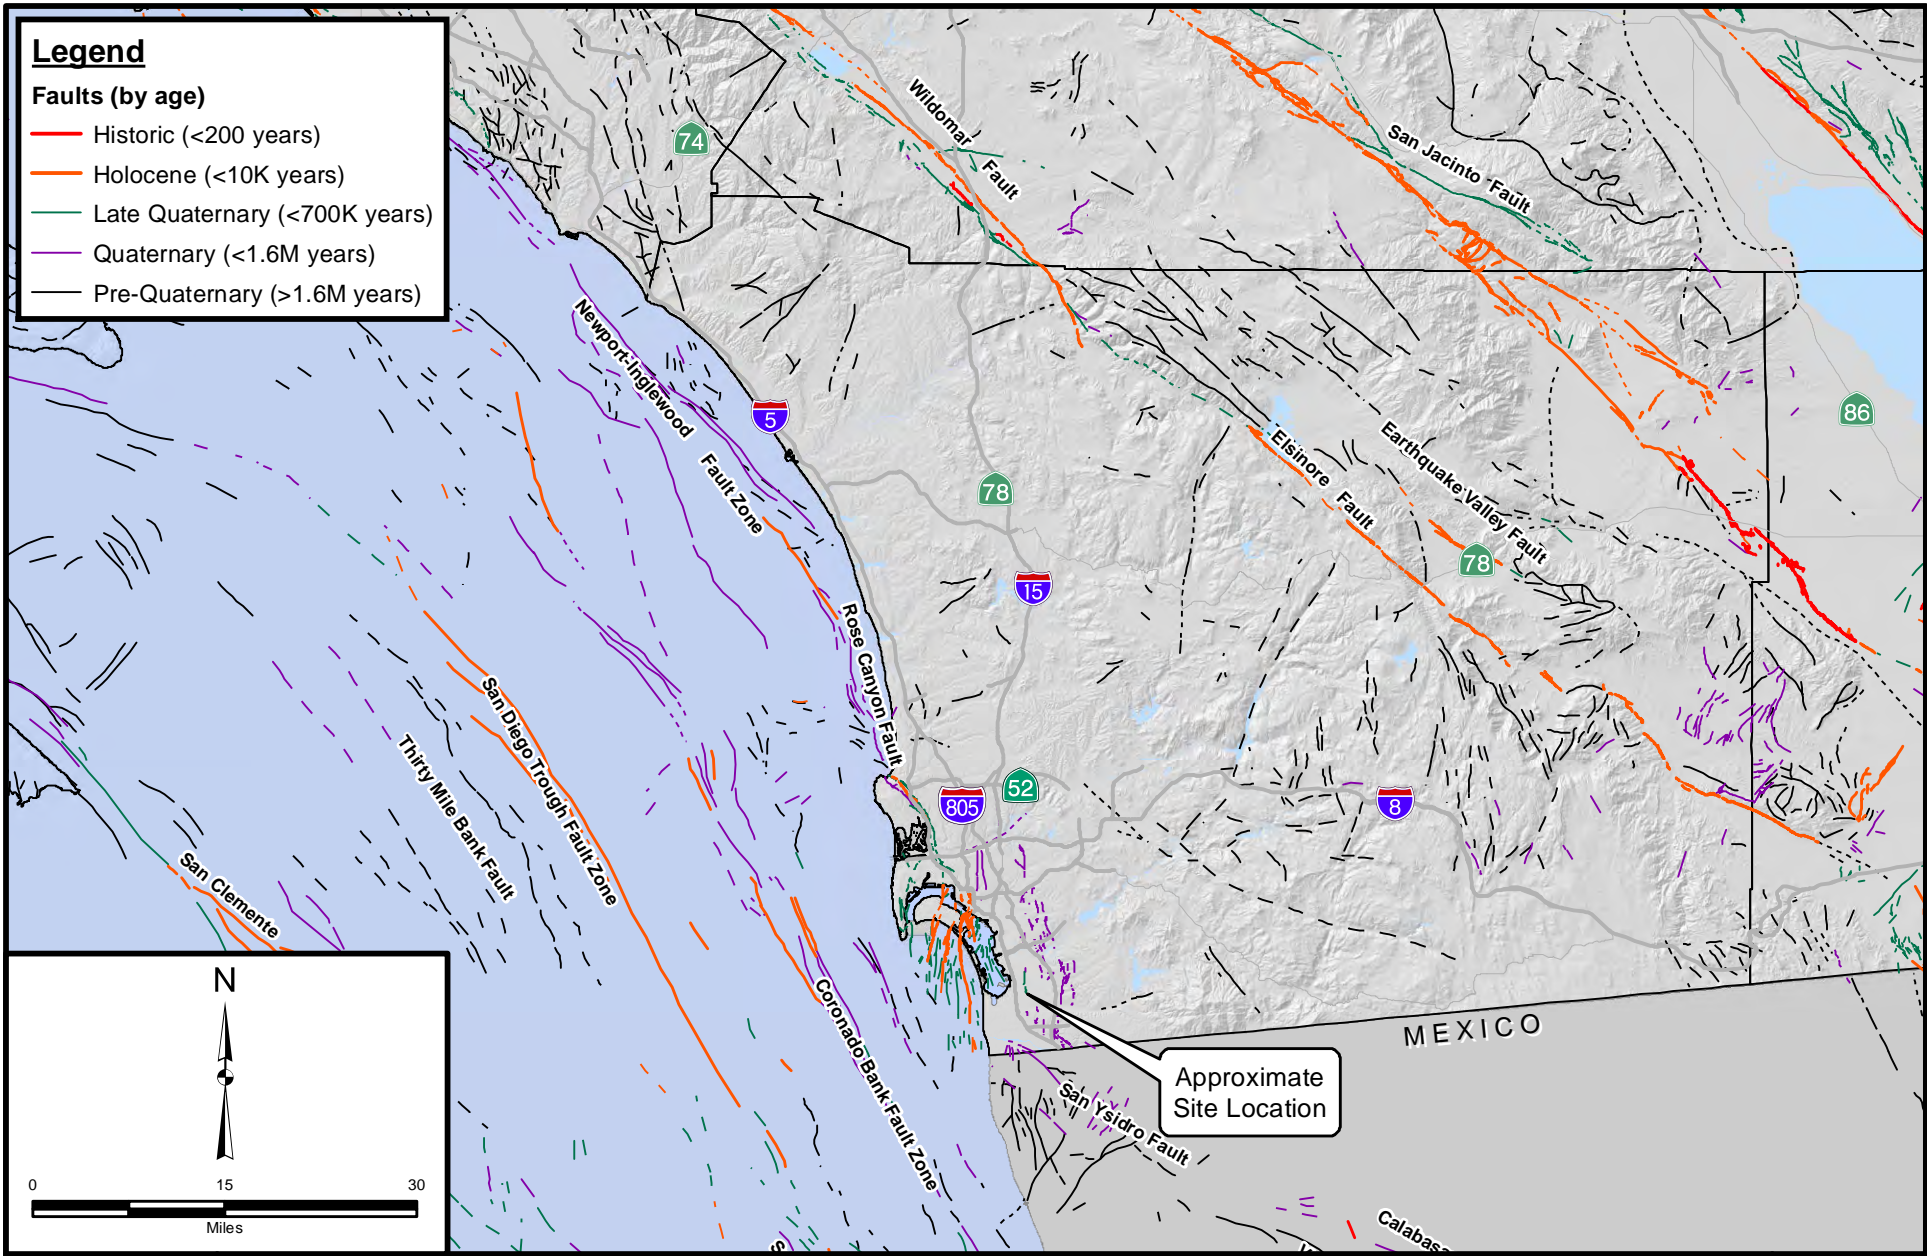 Legend
Faults (by age)
Historic (<200 years)
Holocene (<10K years)
Late Quaternary (<700K years)
Quaternary (<1.6M years)
Pre-Quaternary (>1.6M years)
74
Wildomar Fault
San Jacinto Fault
Newport-Inglewood Fault Zone
5
86
78
Elsinore Fault
Earthquake Valley Fault
78
15
Rose Canyon Fault
San Diego Trough Fault Zone
Thirty Mile Bank Fault
52
805
8
San Clemente
Coronado Bank Fault Zone
MEXICO
Approximate
Site Location
San Ysidro Fault
Calabas
N
0 15 30
Miles